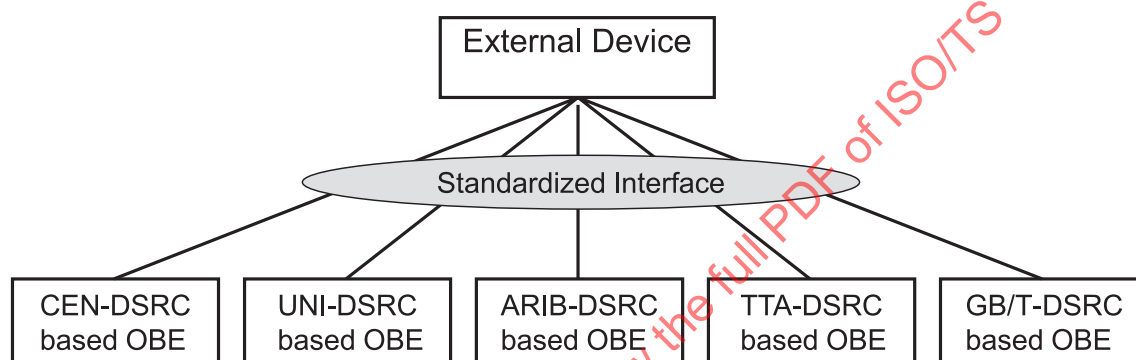 External Device
Standardized Interface
CEN-DSRC
based OBE
UNI-DSRC
based OBE
ARIB-DSRC
based OBE
TTA-DSRC
based OBE
GB/T-DSRC
based OBE
the full PDF of ISO/TS